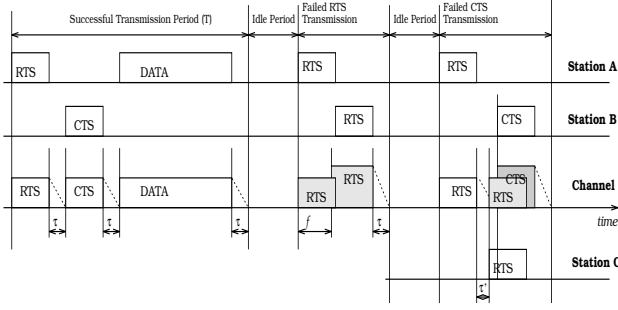 Successful Transmission Period (T)
Idle Period
Failed RTS
Transmission
Idle Period
Failed CTS
Transmission
RTS
DATA
RTS
RTS
Station A
CTS
RTS
CTS
Station B
RTS
CTS
DATA
RTS
RTS
RTS
RTS
CTS
Channel
τ
τ
τ
f
τ
time
RTS
Station C
τ'